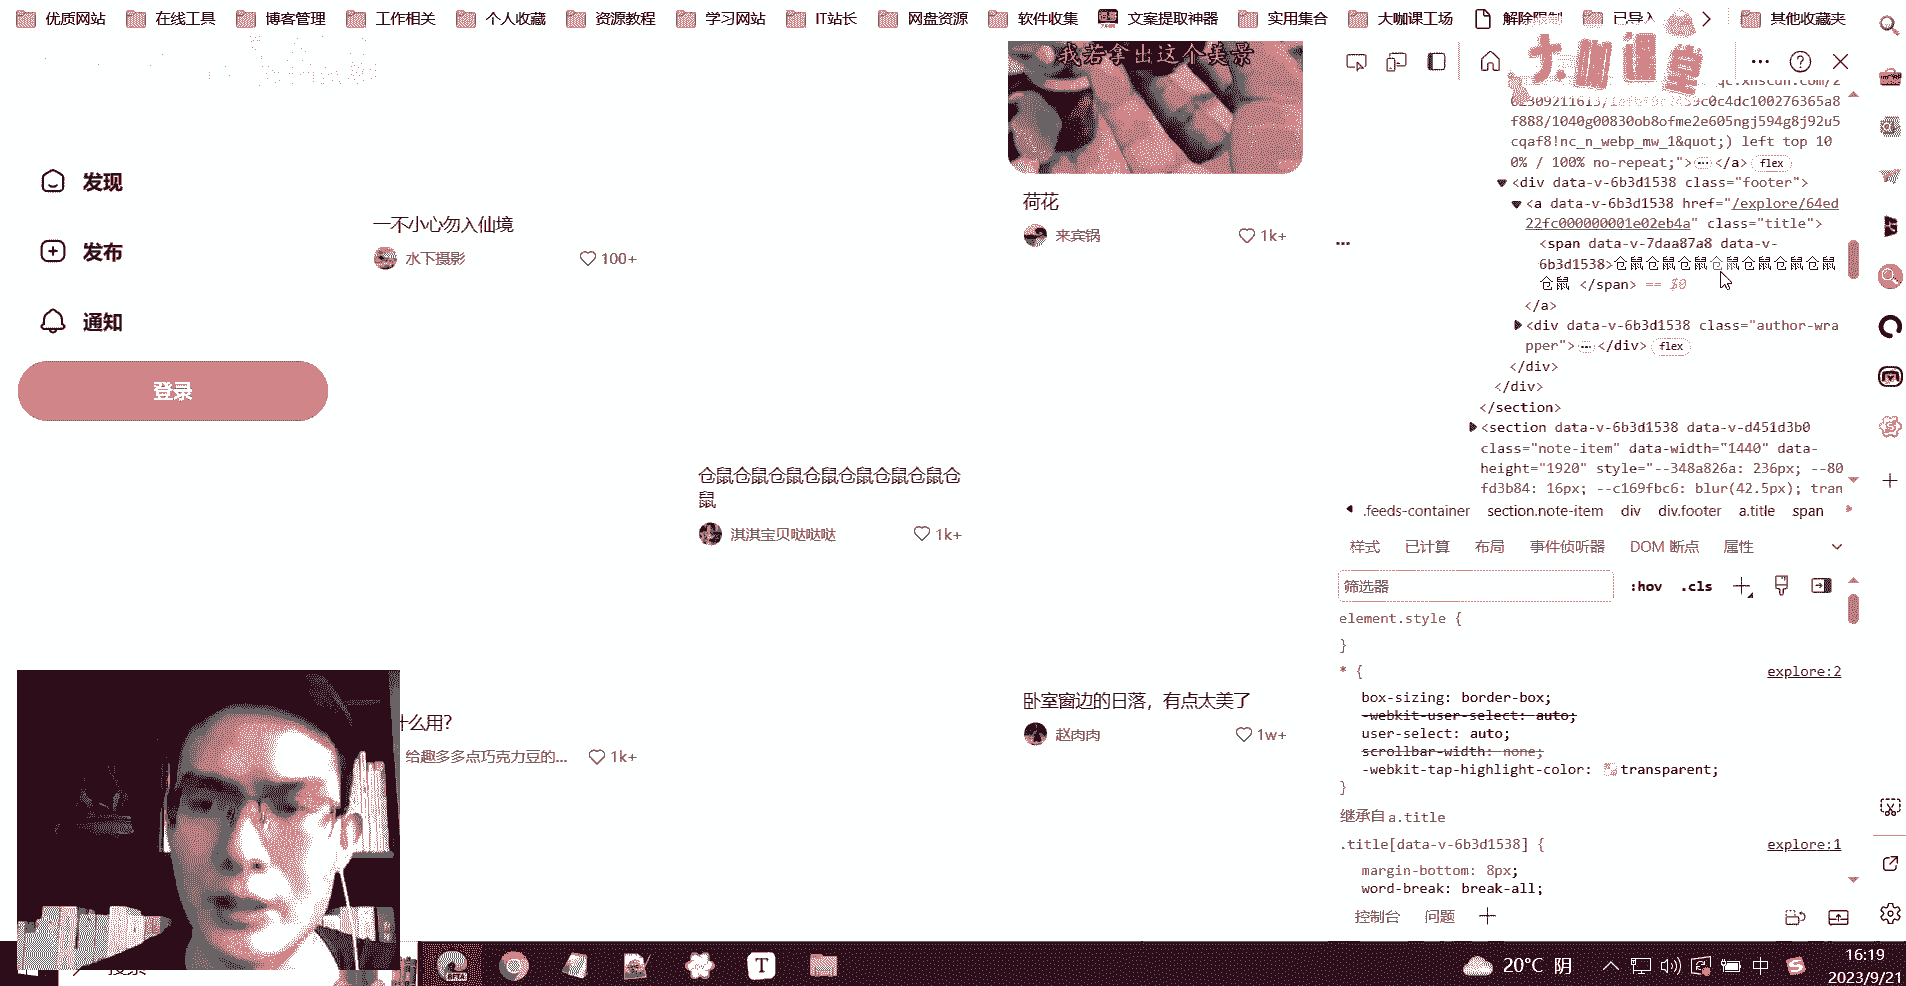 优质网站 在线工具 博客管理 工作相关 个人收藏 资源教程 学习网站 IT站长 网盘资源 软件收集 文案提取神器 实用集合 大咖课工场 解除限制 已导入 其他收藏夹
大咖课堂
我若拿出这个美景
发现
发布
通知
登录
一不小心勿入仙境
水下摄影
100+
荷花
来宾锅
1k+
仓鼠仓鼠仓鼠仓鼠仓鼠仓鼠仓鼠仓
鼠
淇淇宝贝哒哒哒
1k+
什么用?
给趣多多点巧克力豆的...
1k+
卧室窗边的日落，有点太美了
赵肉肉
1w+
f888/1040g00830ob8ofme2e605ngj594g8j92u5
cqaf8!nc_n_webp_mw_1&quot;) left top 10
0% / 100% no-repeat;">⋯</a> flex
<div data-v-6b3d1538 class="footer">
<a data-v-6b3d1538 href="/explore/64ed
22fc000000001e02eb4a" class="title">
<span data-v-7daa87a8 data-v-
6b3d1538>仓鼠仓鼠仓鼠仓鼠仓鼠仓鼠仓鼠
仓鼠 </span> == $0
</a>
<div data-v-6b3d1538 class="author-wra
pper">⋯</div> flex
</div>
</div>
</section>
<section data-v-6b3d1538 data-v-d451d3b0
class="note-item" data-width="1440" data-
height="1920" style="--348a826a: 236px; --80
fd3b84: 16px; --c169fbc6: blur(42.5px); tran
.feeds-container section.note-item div div.footer a.title span
样式 已计算 布局 事件侦听器 DOM 断点 属性
筛选器
:hov .cls
element.style {
}
* { explore:2
box-sizing: border-box;
-webkit-user-select: auto;
user-select: auto;
scrollbar-width: none;
-webkit-tap-highlight-color: transparent;
}
继承自 a.title
.title[data-v-6b3d1538] { explore:1
margin-bottom: 8px;
word-break: break-all;
控制台 问题
20°C 阴
中
16:19
2023/9/21